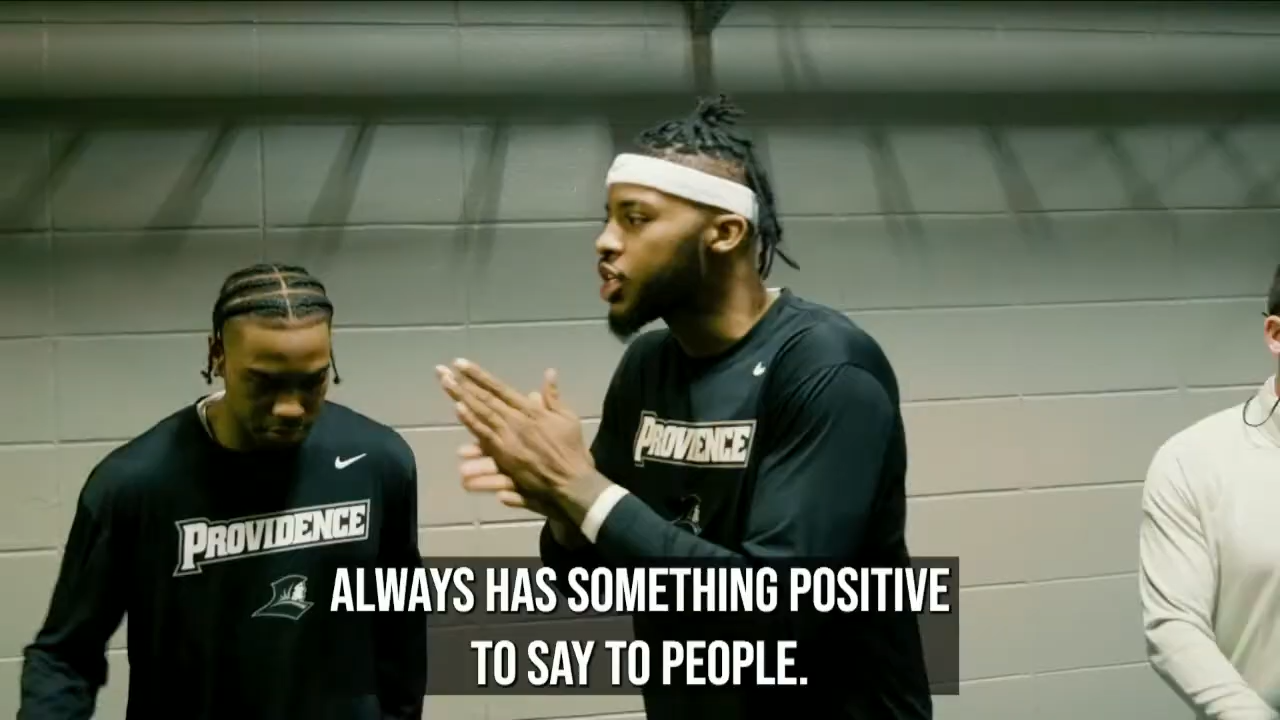 PROVIDENCE
PROVIDENCE
ALWAYS HAS SOMETHING POSITIVE
TO SAY TO PEOPLE.